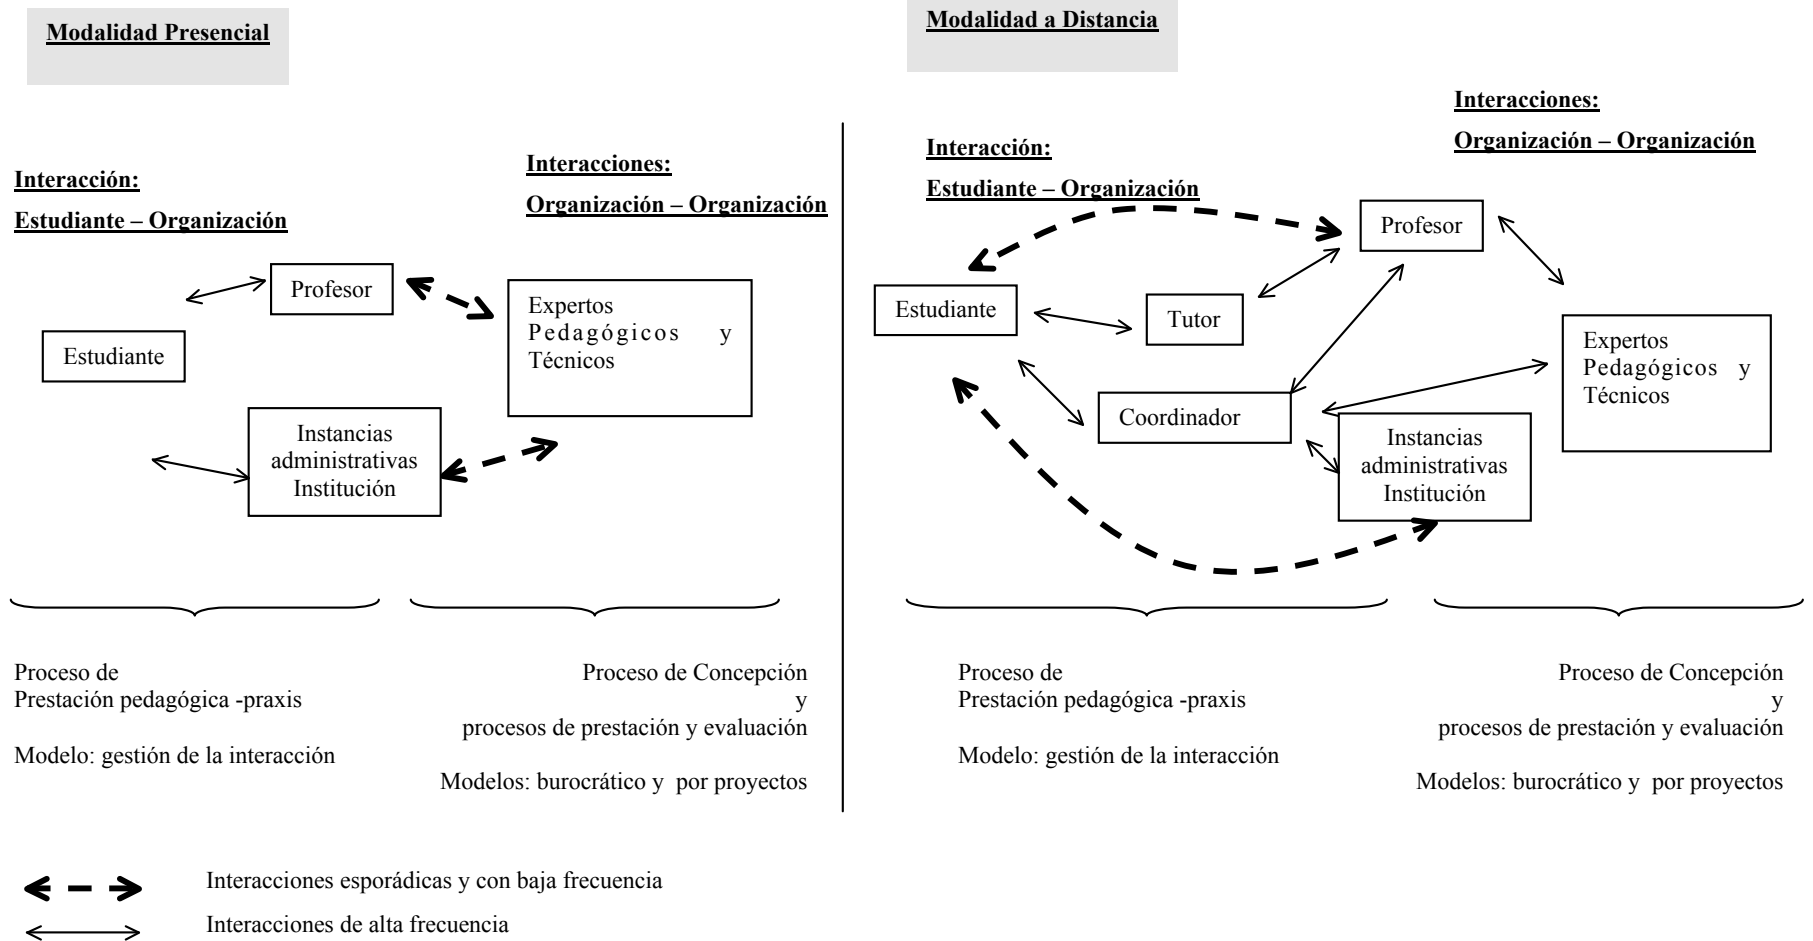 Modalidad Presencial
Interacción:
Estudiante – Organización
Interacciones:
Organización – Organización
Profesor
Estudiante
Expertos
Pedagógicos y
Técnicos
Instancias
administrativas
Institución
Proceso de
Prestación pedagógica -praxis
Modelo: gestión de la interacción
Proceso de Concepción
y
procesos de prestación y evaluación
Modelos: burocrático y por proyectos
Modalidad a Distancia
Interacción:
Estudiante – Organización
Interacciones:
Organización – Organización
Profesor
Estudiante
Tutor
Coordinador
Expertos
Pedagógicos y
Técnicos
Instancias
administrativas
Institución
Proceso de
Prestación pedagógica -praxis
Modelo: gestión de la interacción
Proceso de Concepción
y
procesos de prestación y evaluación
Modelos: burocrático y por proyectos
Interacciones esporádicas y con baja frecuencia
Interacciones de alta frecuencia